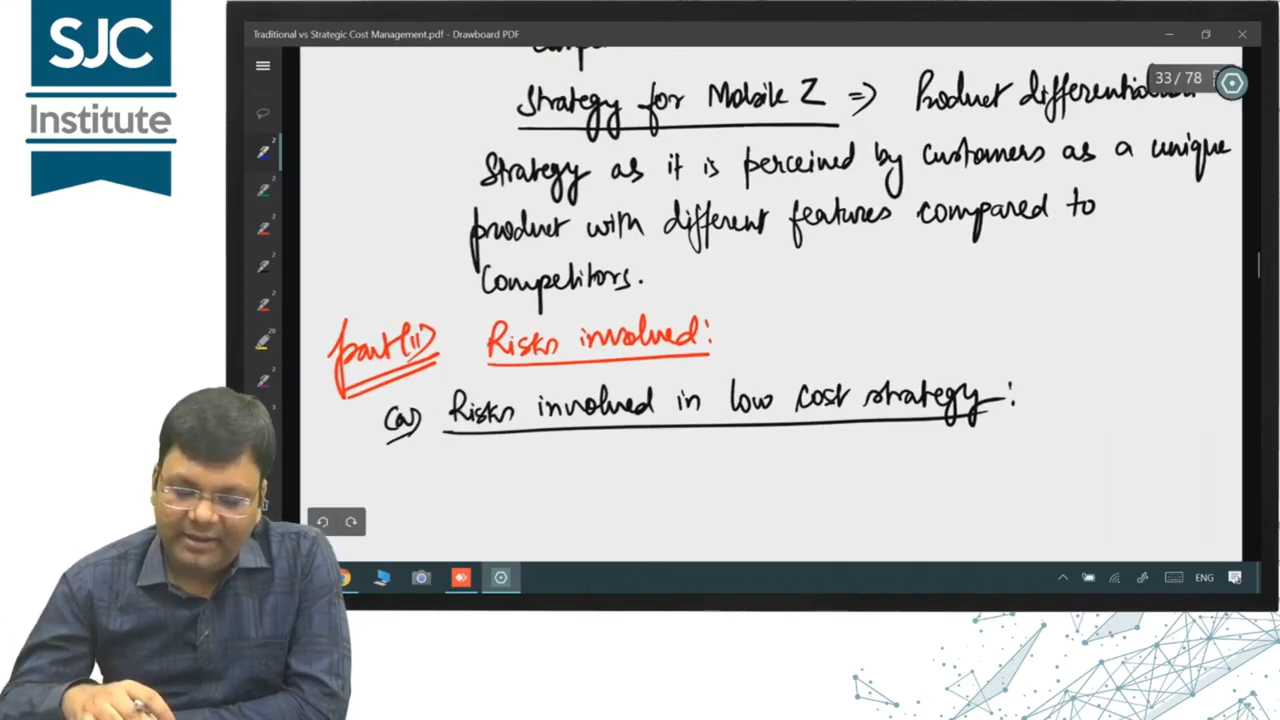 SJC
Institute
Traditional vs Strategic Cost Management.pdf - Drawboard PDF
33 / 78
Strategy for Mobile Z => Product differentiation
Strategy as it is perceived by customers as a unique
product with different features compared to
Competitors.
part (ii) Risks involved:
(a) Risks involved in low cost strategy:
ENG